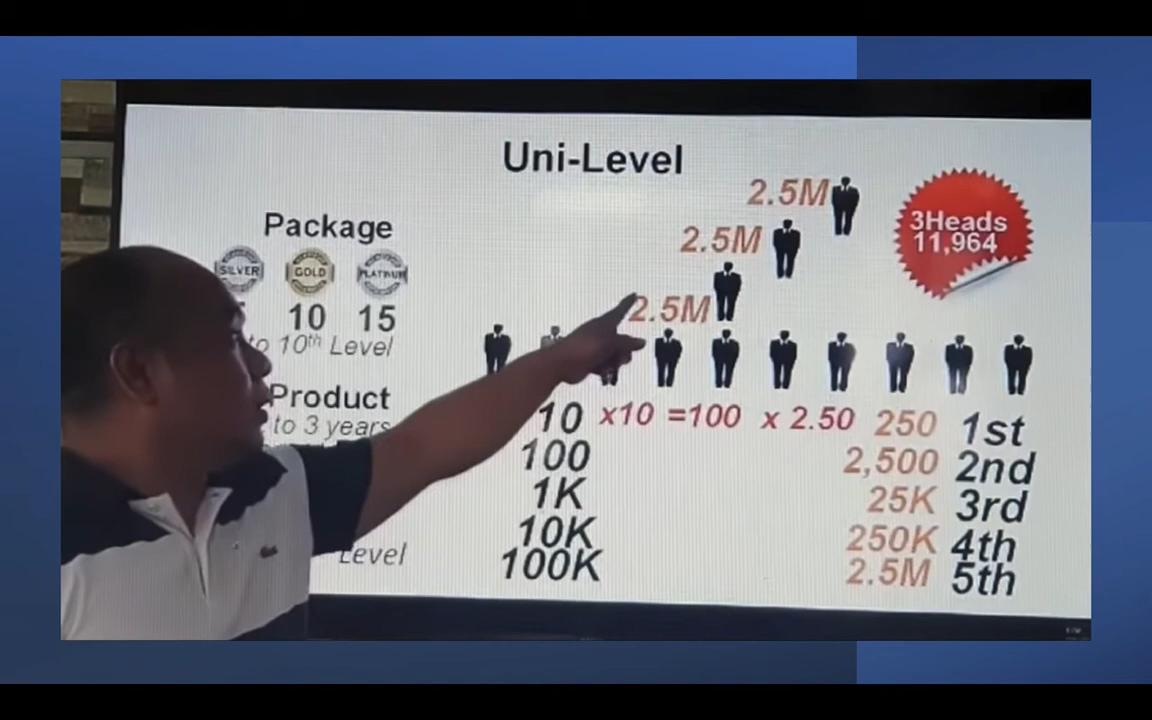 Uni-Level
2.5M
2.5M
2.5M
3Heads
11,964
Package
SILVER
GOLD
PLATINUM
10 15
to 10th Level
Product
to 3 years
Level
10 x10 =100 x 2.50 250 1st
100 2,500 2nd
1K 25K 3rd
10K 250K 4th
100K 2.5M 5th